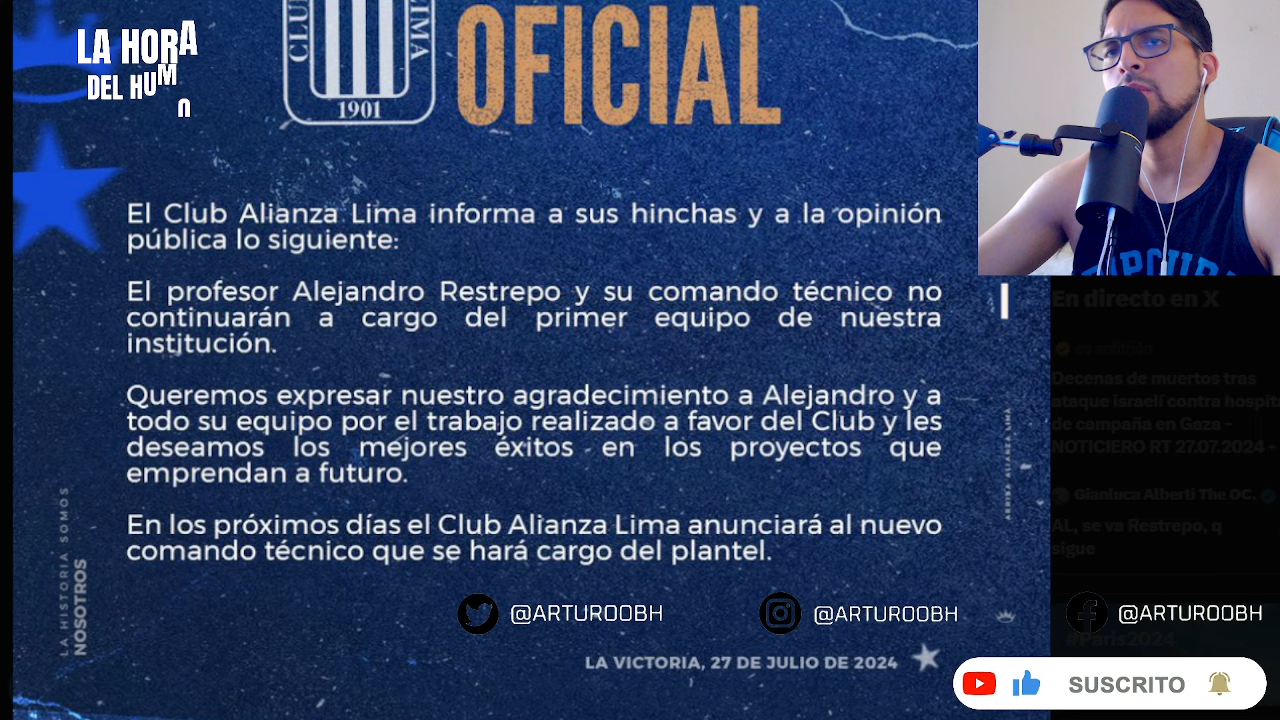 LA HORA
DEL HUMO
CLUB
LIMA
1901
OFICIAL
El Club Alianza Lima informa a sus hinchas y a la opinión
pública lo siguiente:
El profesor Alejandro Restrepo y su comando técnico no
continuarán a cargo del primer equipo de nuestra
institución.
Queremos expresar nuestro agradecimiento a Alejandro y a
todo su equipo por el trabajo realizado a favor del Club y les
deseamos los mejores éxitos en los proyectos que
emprendan a futuro.
En los próximos días el Club Alianza Lima anunciará al nuevo
comando técnico que se hará cargo del plantel.
LA HISTORIA SOMOS
NOSOTROS
ARRIBA ALIANZA LIMA
@ARTUROOBH
@ARTUROOBH
@ARTUROOBH
LA VICTORIA, 27 DE JULIO DE 2024
En directo en X
Decenas de muertos tras
ataque israelí contra hospit
de campaña en Gaza –
NOTICIERO RT 27.07.2024 -
Gianluca Alberti The OC.
AL, se va Restrepo, q
sigue
#Paris2024
SUSCRITO